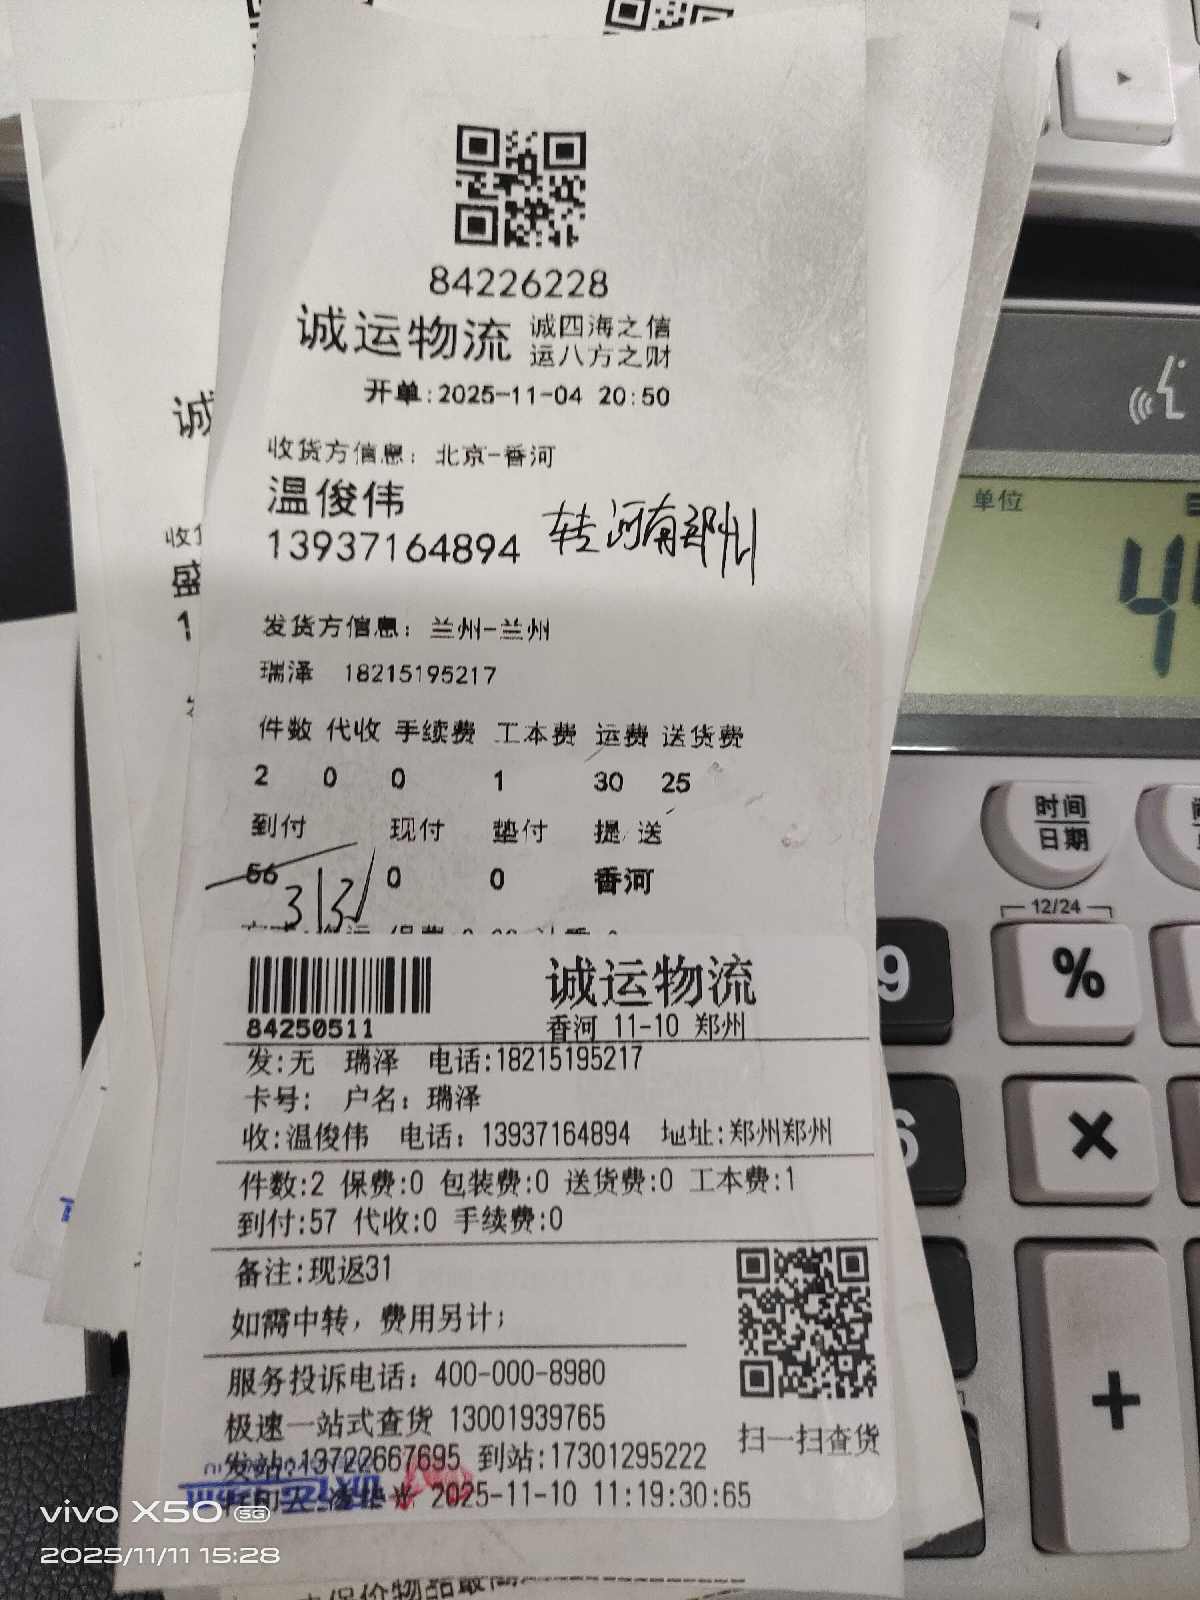 84226228
诚运物流 诚四海之信
运八方之财
开单:2025-11-04 20:50
收货方信息: 北京-香河
温俊伟
13937164894 转河南郑州
发货方信息: 兰州-兰州
瑞泽 18215195217
件数 代收 手续费 工本费 运费 送货费
2 0 0 1 30 25
到付 现付 垫付 提/送
56 0 0 香河
31 31
84250511
诚运物流
香河 11-10 郑州
发:无 瑞泽 电话:18215195217
卡号: 户名: 瑞泽
收:温俊伟 电话: 13937164894 地址:郑州郑州
件数:2 保费:0 包装费:0 送货费:0 工本费:1
到付:57 代收:0 手续费:0
备注:现返31
如需中转, 费用另计;
服务投诉电话: 400-000-8980
极速一站式查货 13001939765
扫一扫查货
发站:13722667695 到站:17301295222
2025-11-10 11:19:30:65
诚
收
盛
1
单位
4
时间
日期
12/24
9
%
6
×
+
vivo X50 5G
2025/11/11 15:28